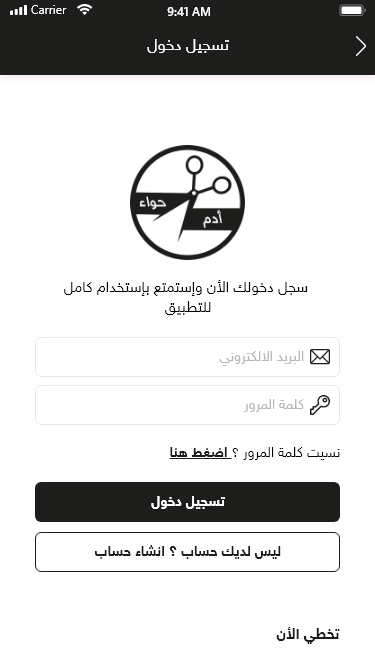 Carrier
9:41 AM
تسجيل دخول
حواء
أدم
سجل دخولك الأن وإستمتع بإستخدام كامل
للتطبيق
البريد الالكتروني
كلمة المرور
نسيت كلمة المرور ؟ اضغط هنا
تسجيل دخول
ليس لديك حساب ؟ انشاء حساب
تخطي الأن